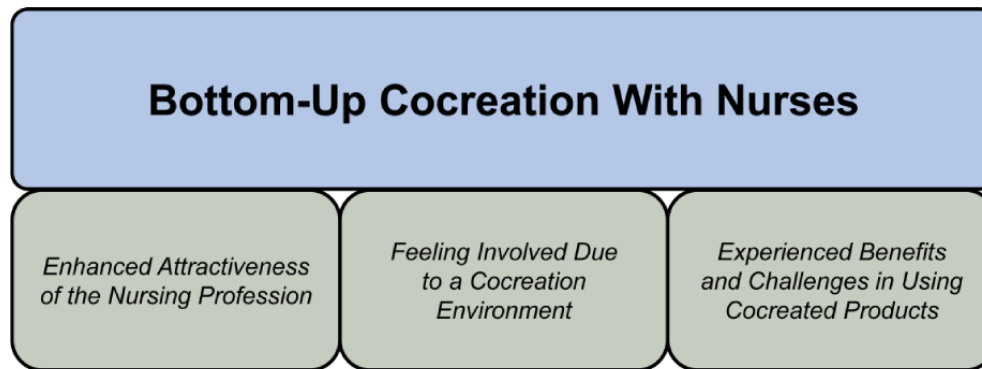 Bottom-Up Cocreation With Nurses
Enhanced Attractiveness
of the Nursing Profession
Feeling Involved Due
to a Cocreation
Environment
Experienced Benefits
and Challenges in Using
Cocreated Products